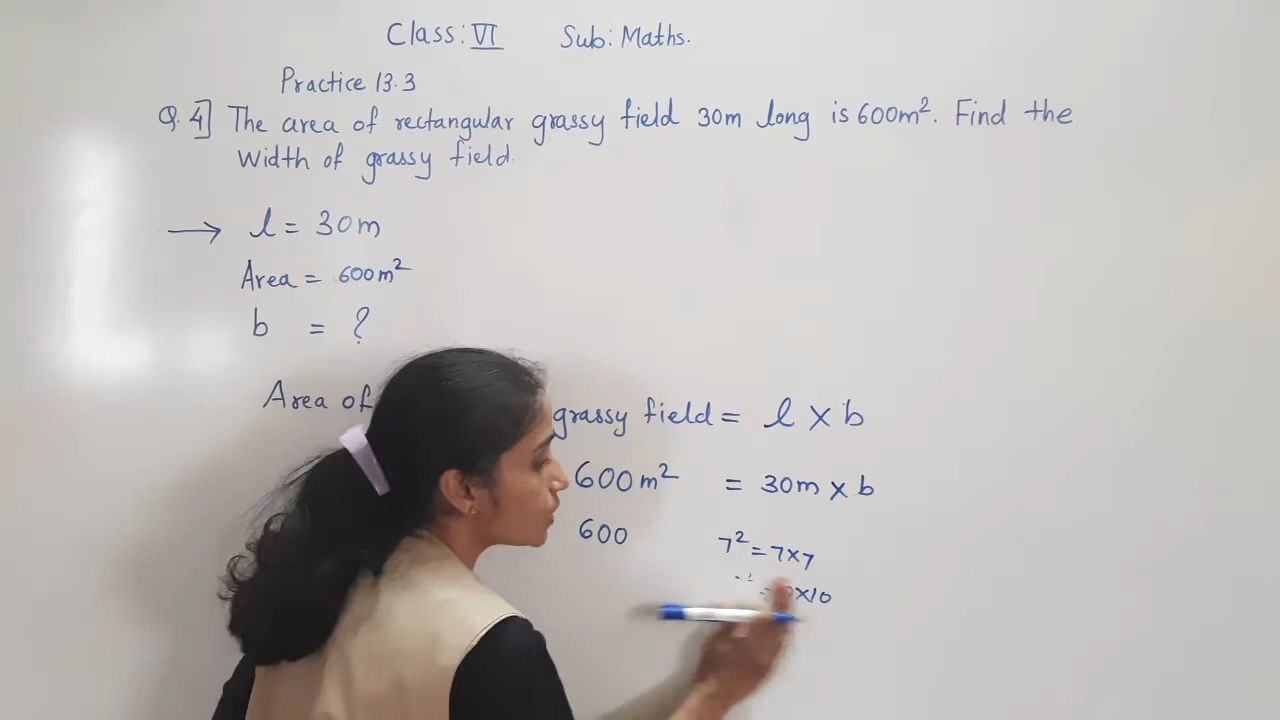 Class: VI Sub: Maths.
Practice 13.3
Q. 4] The area of rectangular grassy field 30m long is 600m². Find the
width of grassy field.
→ l = 30m
Area = 600m²
b = ?
Area of grassy field = l × b
600m² = 30m × b
600
7² = 7×7
= ×10